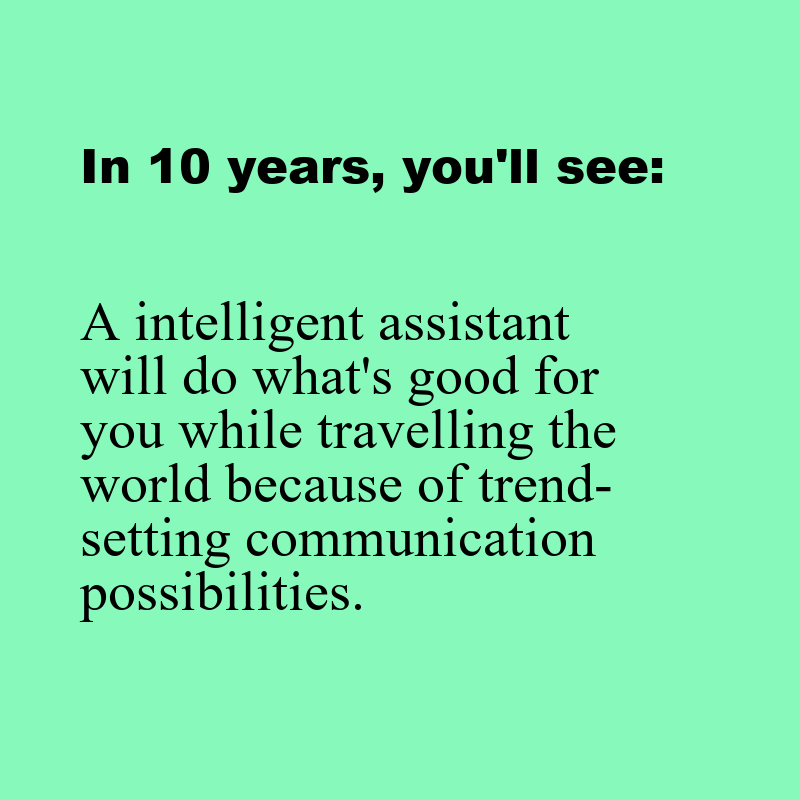 In 10 years, you'll see:
A intelligent assistant
will do what's good for
you while travelling the
world because of trend-
setting communication
possibilities.